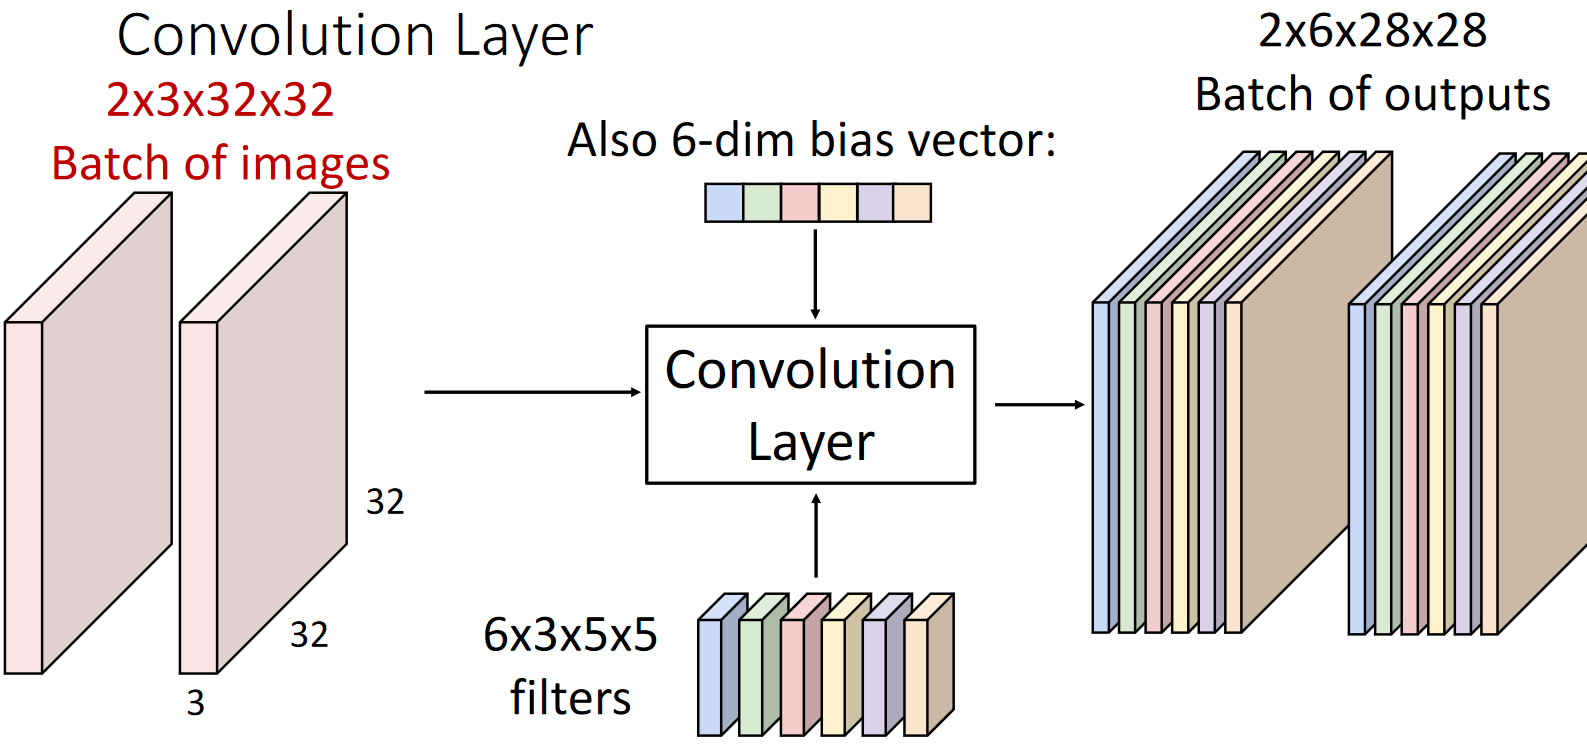 Convolution Layer
2x3x32x32
Batch of images
32
32
3
Also 6-dim bias vector:
Convolution
Layer
6x3x5x5
filters
2x6x28x28
Batch of outputs